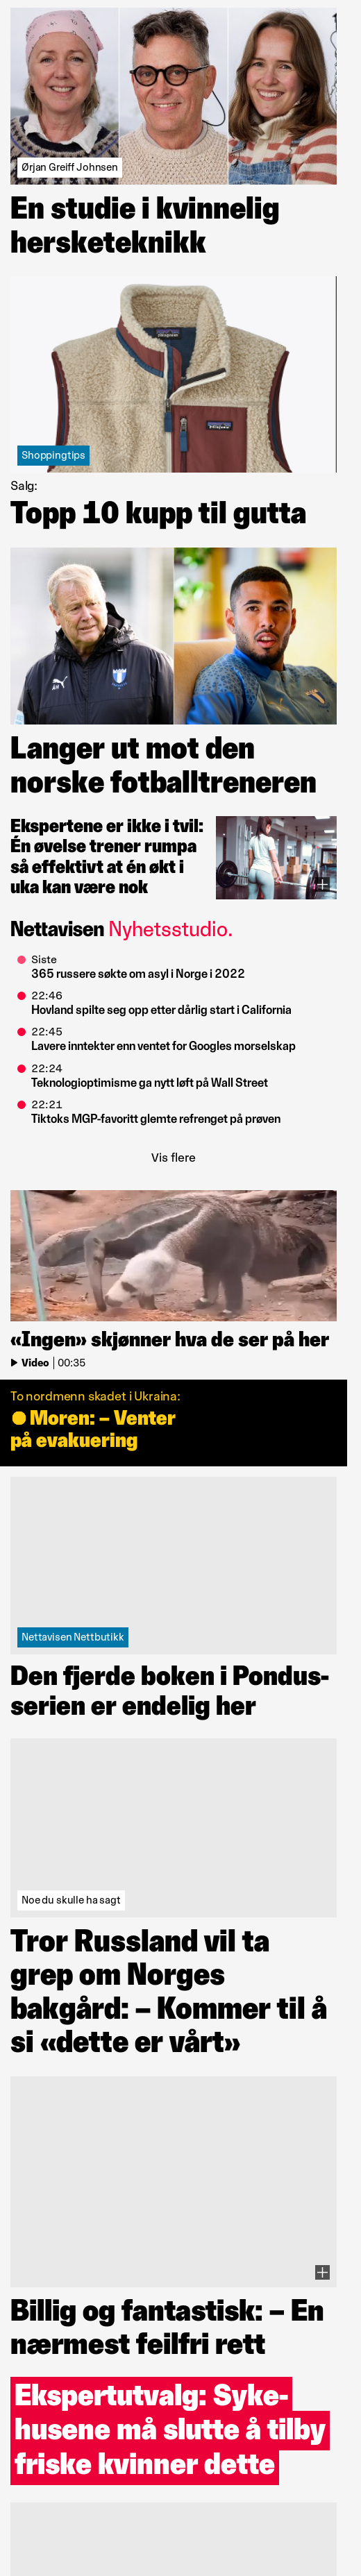 Ørjan Greiff Johnsen
En studie i kvinnelig
hersketeknikk
patagonia
patagonia
Shoppingtips
Salg:
Topp 10 kupp til gutta
Langer ut mot den
norske fotballtreneren
Ekspertene er ikke i tvil:
Én øvelse trener rumpa
så effektivt at én økt i
uka kan være nok
Nettavisen Nyhetsstudio.
Siste
365 russere søkte om asyl i Norge i 2022
22:46
Hovland spilte seg opp etter dårlig start i California
22:45
Lavere inntekter enn ventet for Googles morselskap
22:24
Teknologioptimisme ga nytt løft på Wall Street
22:21
Tiktoks MGP-favoritt glemte refrenget på prøven
Vis flere
«Ingen» skjønner hva de ser på her
Video | 00:35
To nordmenn skadet i Ukraina:
Moren: – Venter
på evakuering
Nettavisen Nettbutikk
Den fjerde boken i Pondus-
serien er endelig her
Noe du skulle ha sagt
Tror Russland vil ta
grep om Norges
bakgård: – Kommer til å
si «dette er vårt»
Billig og fantastisk: – En
nærmest feilfri rett
Ekspertutvalg: Syke-
husene må slutte å tilby
friske kvinner dette